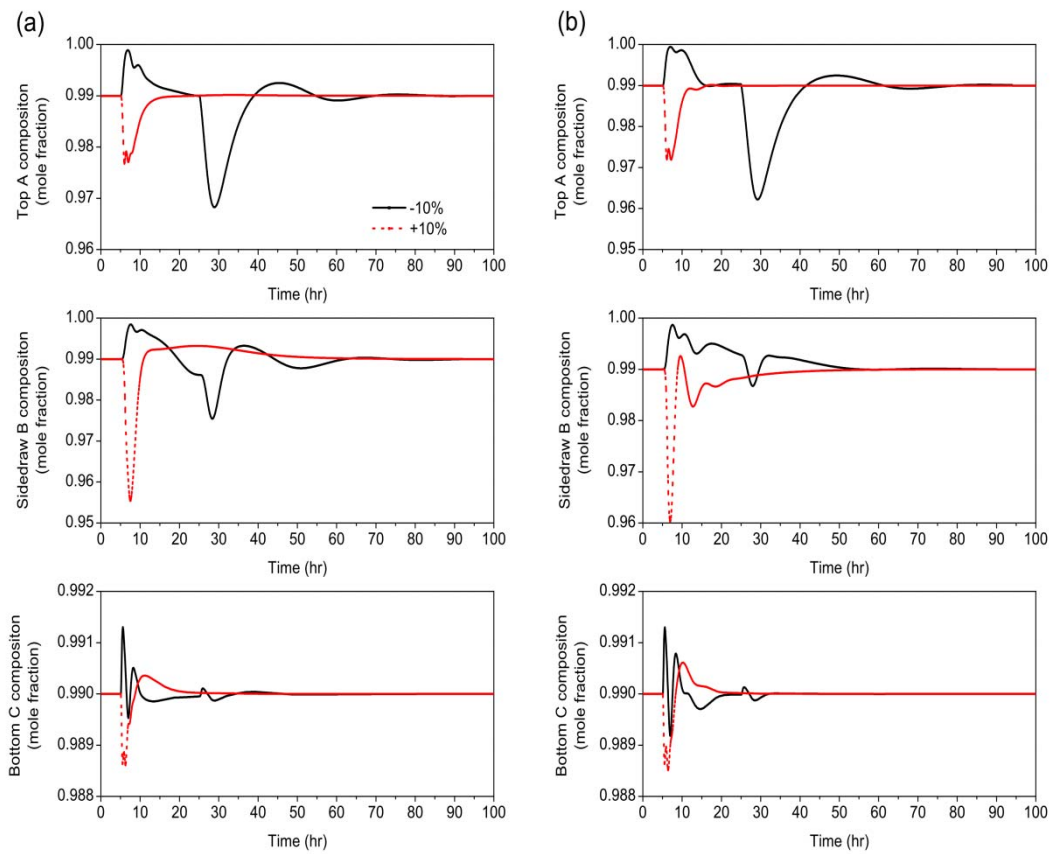 (a)
Top A compositon
(mole fraction)
1.00
0.99
0.98
0.97
0.96
-10%
+10%
0 10 20 30 40 50 60 70 80 90 100
Time (hr)
Sidedraw B compositon
(mole fraction)
1.00
0.99
0.98
0.97
0.96
0.95
0 10 20 30 40 50 60 70 80 90 100
Time (hr)
Bottom C compositon
(mole fraction)
0.992
0.991
0.990
0.989
0.988
0 10 20 30 40 50 60 70 80 90 100
Time (hr)
(b)
Top A compositon
(mole fraction)
1.00
0.99
0.98
0.97
0.96
0.95
0 10 20 30 40 50 60 70 80 90 100
Time (hr)
Sidedraw B compositon
(mole fraction)
1.00
0.99
0.98
0.97
0.96
0 10 20 30 40 50 60 70 80 90 100
Time (hr)
Bottom C compositon
(mole fraction)
0.992
0.991
0.990
0.989
0.988
0 10 20 30 40 50 60 70 80 90 100
Time (hr)